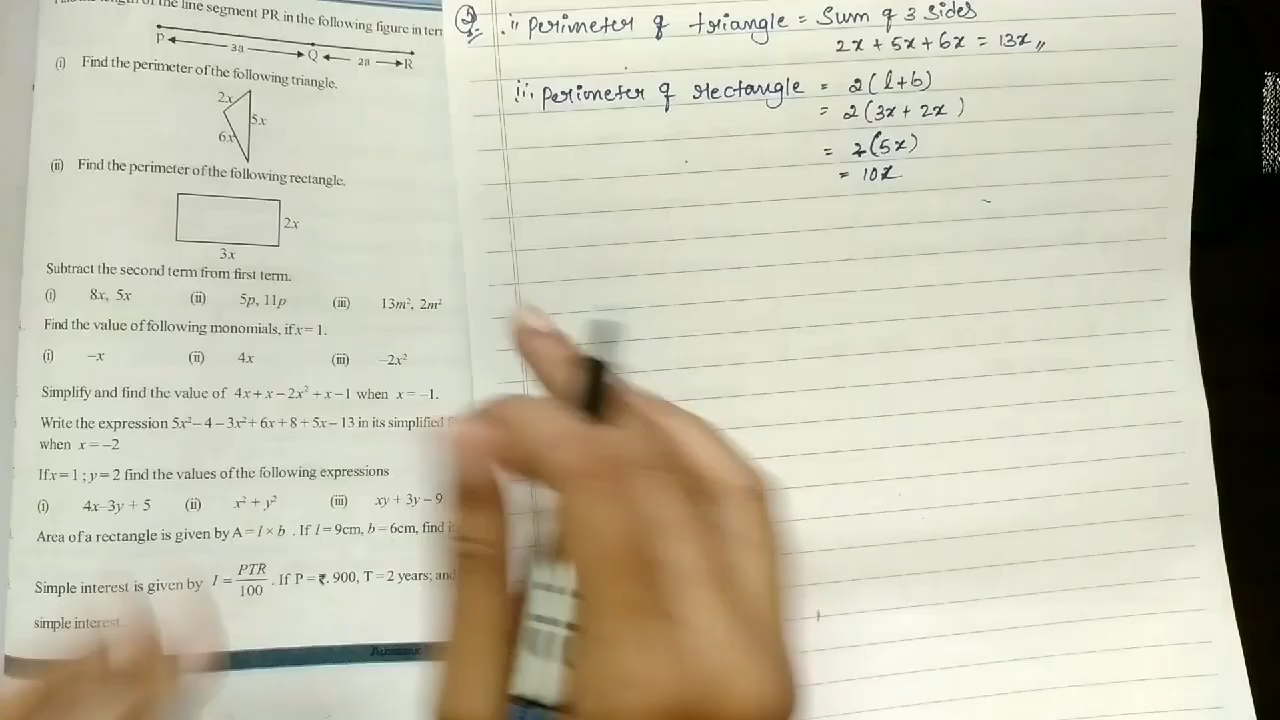 the line segment PR in the following figure in ter
P 3a Q 2a R
(i) Find the perimeter of the following triangle.
2x
5x
6x
(ii) Find the perimeter of the following rectangle.
2x
3x
Subtract the second term from first term.
(i) 8x, 5x (ii) 5p, 11p (iii) 13m², 2m²
Find the value of following monomials, if x = 1.
(i) –x (ii) 4x (iii) –2x²
Simplify and find the value of 4x + x – 2x² + x – 1 when x = –1.
Write the expression 5x² – 4 – 3x² + 6x + 8 + 5x – 13 in its simplified
when x = –2
If x = 1 ; y = 2 find the values of the following expressions
(i) 4x–3y + 5 (ii) x² + y² (iii) xy + 3y – 9
Area of a rectangle is given by A = l × b . If l = 9cm, b = 6cm, find
Simple interest is given by I = PTR/100 . If P = ₹. 900, T = 2 years; and
simple interest
i, Perimeter of triangle = Sum of 3 sides
2x + 5x + 6x = 13x,,
ii, Perimeter of rectangle = 2(l+b)
= 2(3x + 2x)
= 2(5x)
= 10x